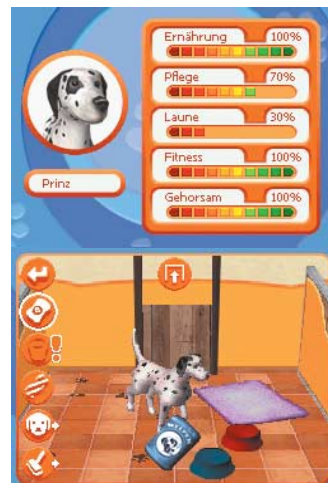 Ernährung 100%
Pflege 70%
Laune 30%
Fitness 100%
Gehorsam 100%
Prinz